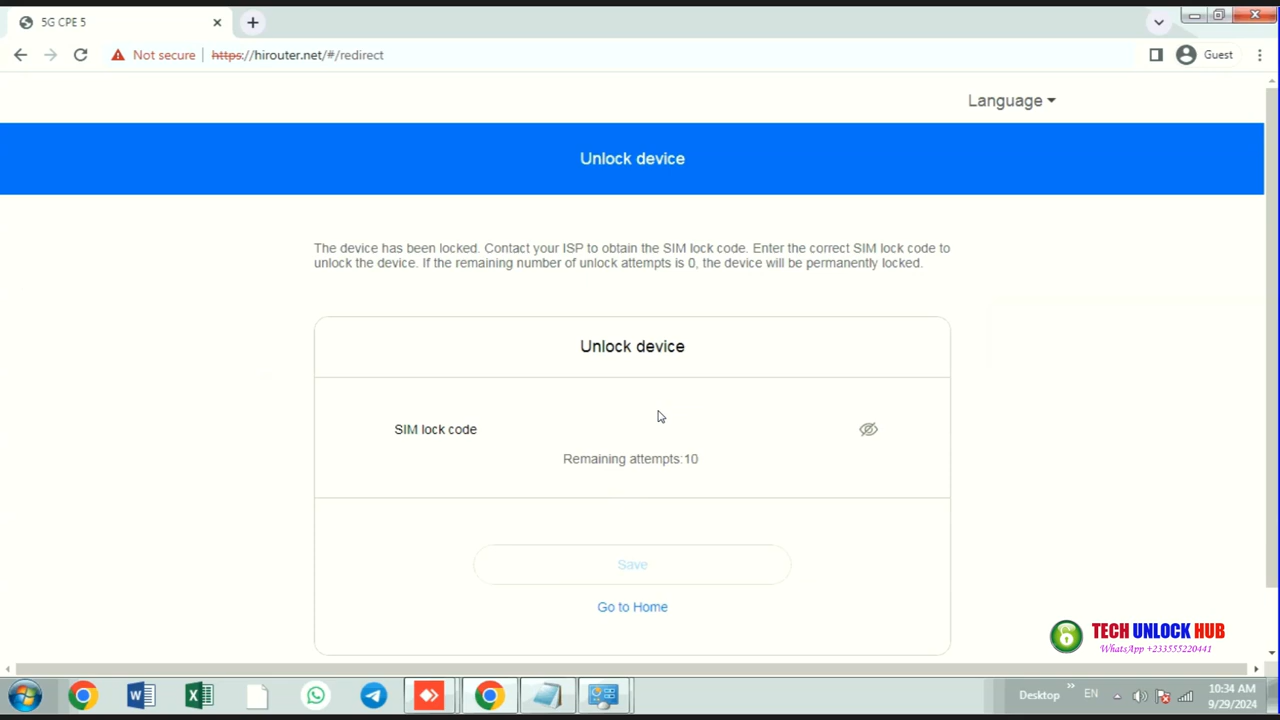 5G CPE 5
Not secure
https://hirouter.net/#/redirect
Guest
Language
Unlock device
The device has been locked. Contact your ISP to obtain the SIM lock code. Enter the correct SIM lock code to
unlock the device. If the remaining number of unlock attempts is 0, the device will be permanently locked.
Unlock device
SIM lock code
Remaining attempts:10
Save
Go to Home
TECH UNLOCK HUB
WhatsApp +233555220441
Desktop
EN
10:34 AM
9/29/2024